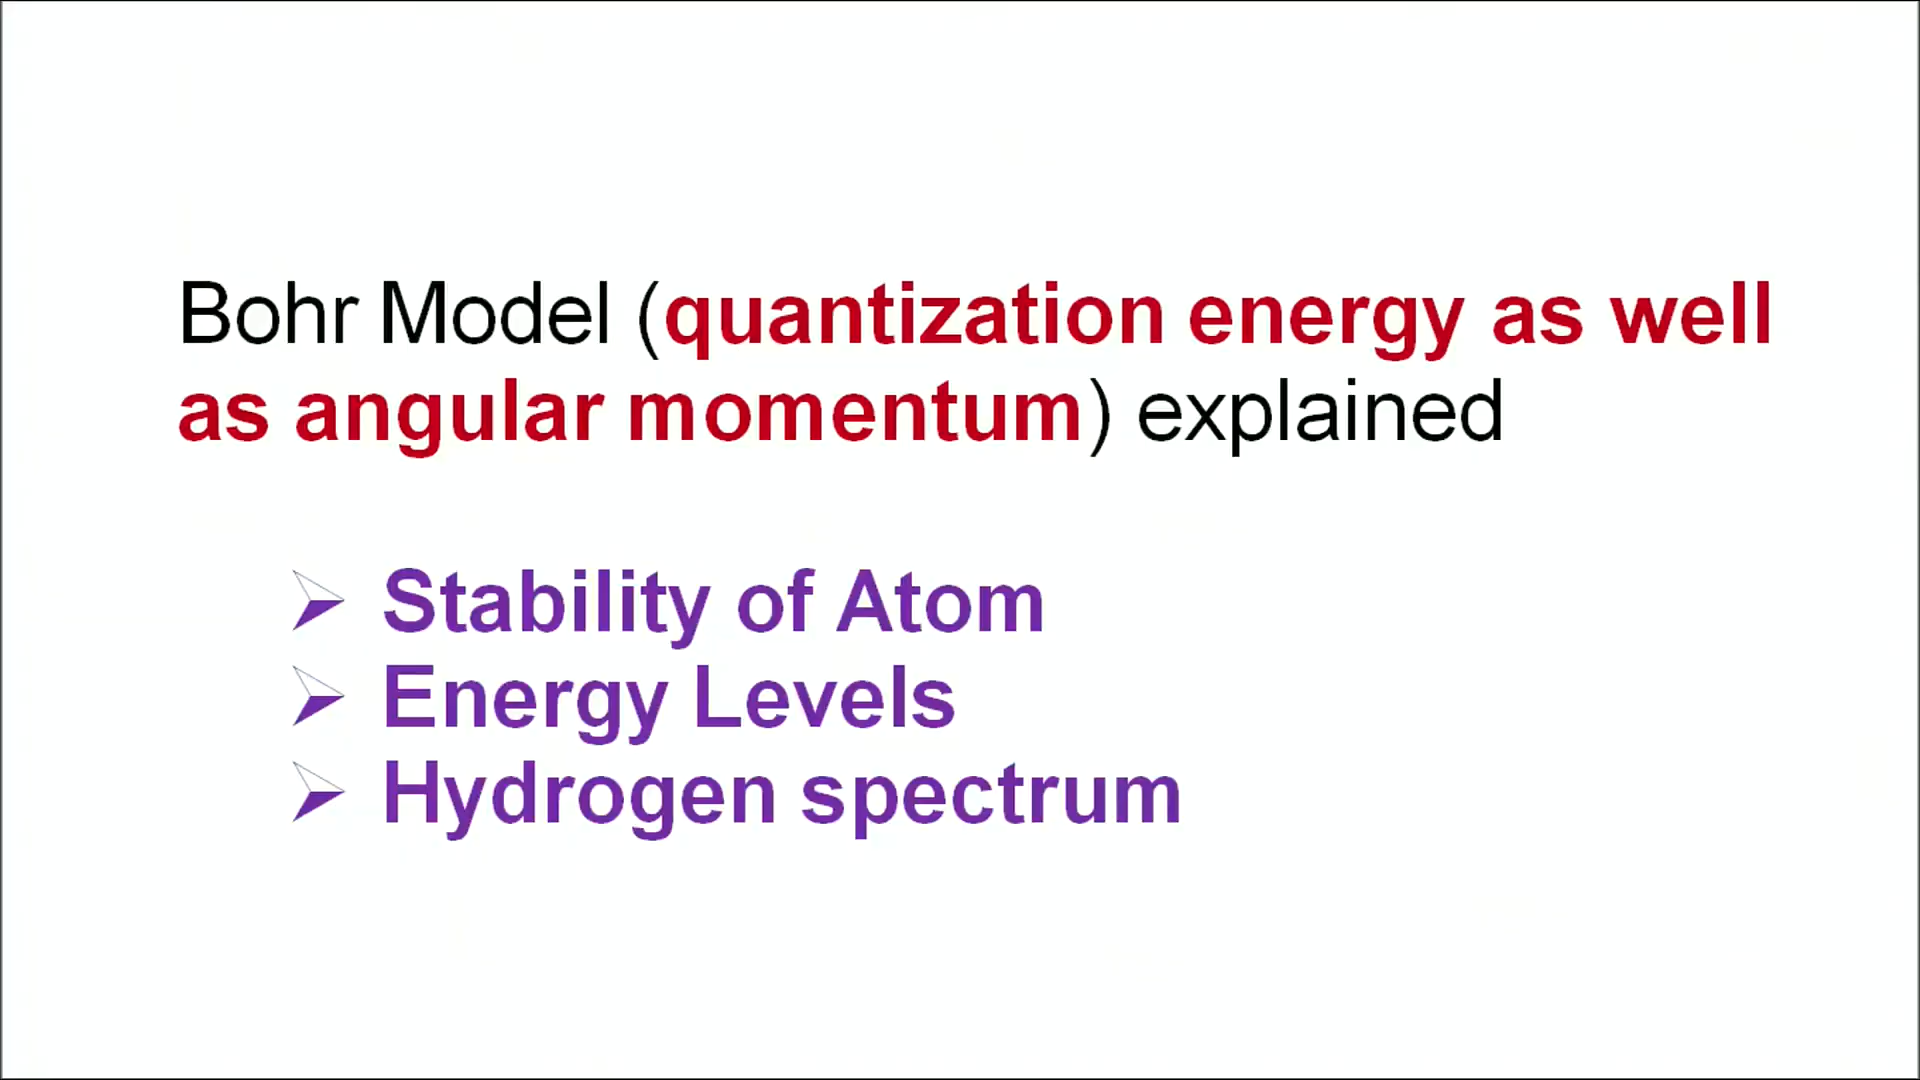 Bohr Model (quantization energy as well
as angular momentum) explained
➢ Stability of Atom
➢ Energy Levels
➢ Hydrogen spectrum